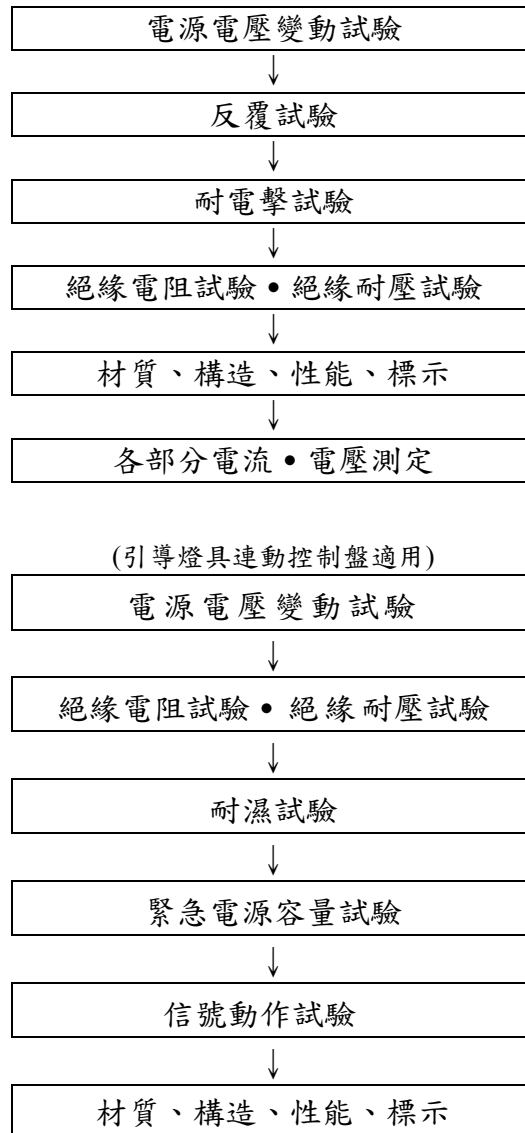 電源電壓變動試驗
↓
反覆試驗
↓
耐電擊試驗
↓
絕緣電阻試驗•絕緣耐壓試驗
↓
材質、構造、性能、標示
↓
各部分電流•電壓測定
(引導燈具連動控制盤適用)
電源電壓變動試驗
↓
絕緣電阻試驗•絕緣耐壓試驗
↓
耐濕試驗
↓
緊急電源容量試驗
↓
信號動作試驗
↓
材質、構造、性能、標示